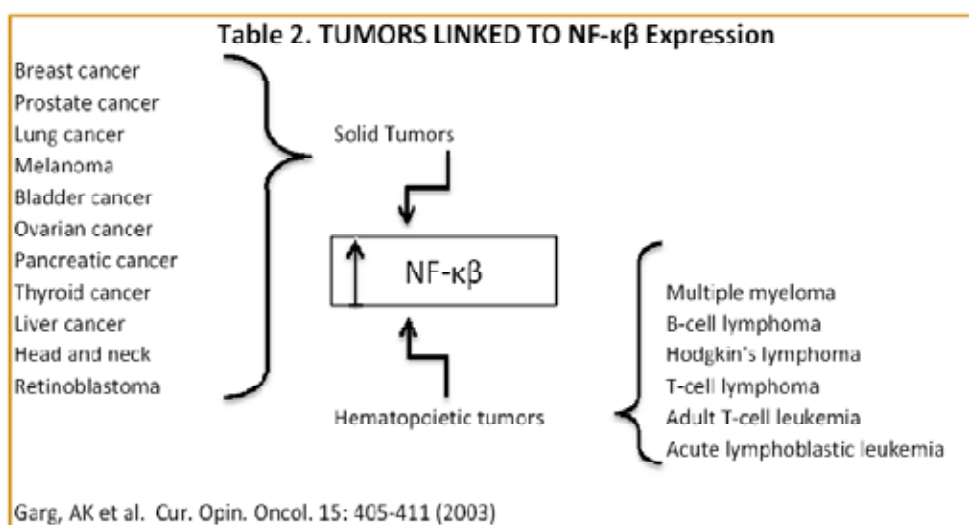 Table 2. TUMORS LINKED TO NF-κβ Expression
Breast cancer
Prostate cancer
Lung cancer
Melanoma
Bladder cancer
Ovarian cancer
Pancreatic cancer
Thyroid cancer
Liver cancer
Head and neck
Retinoblastoma
Solid Tumors
NF-κβ
Hematopoietic tumors
Multiple myeloma
B-cell lymphoma
Hodgkin's lymphoma
T-cell lymphoma
Adult T-cell leukemia
Acute lymphoblastic leukemia
Garg, AK et al. Cur. Opin. Oncol. 15: 405-411 (2003)